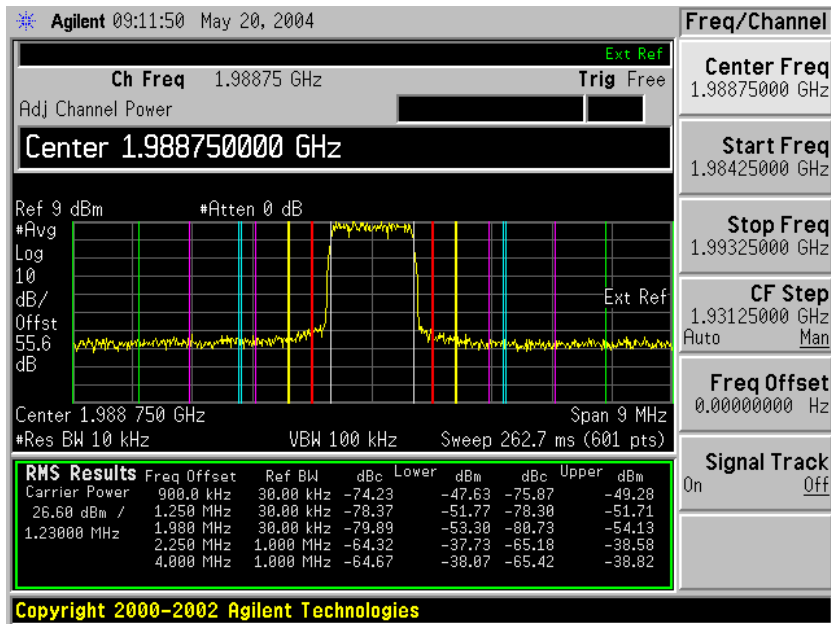 Agilent 09:11:50 May 20, 2004
Freq/Channel
Ext Ref
Ch Freq 1.98875 GHz Trig Free
Adj Channel Power
Center 1.988750000 GHz
Ref 9 dBm #Atten 0 dB
#Avg
Log
10
dB/
Offst
55.6
dB
Ext Ref
Center 1.988 750 GHz Span 9 MHz
#Res BW 10 kHz VBW 100 kHz Sweep 262.7 ms (601 pts)
RMS Results Freq Offset Ref BW dBc Lower dBm dBc Upper dBm
Carrier Power 900.0 kHz 30.00 kHz -74.23 -47.63 -75.87 -49.28
26.60 dBm / 1.250 MHz 30.00 kHz -78.37 -51.77 -78.30 -51.71
1.23000 MHz 1.980 MHz 30.00 kHz -79.89 -53.30 -80.73 -54.13
2.250 MHz 1.000 MHz -64.32 -37.73 -65.18 -38.58
4.000 MHz 1.000 MHz -64.67 -38.07 -65.42 -38.82
Center Freq
1.98875000 GHz
Start Freq
1.98425000 GHz
Stop Freq
1.99325000 GHz
CF Step
1.93125000 GHz
Auto Man
Freq Offset
0.00000000 Hz
Signal Track
On Off
Copyright 2000-2002 Agilent Technologies